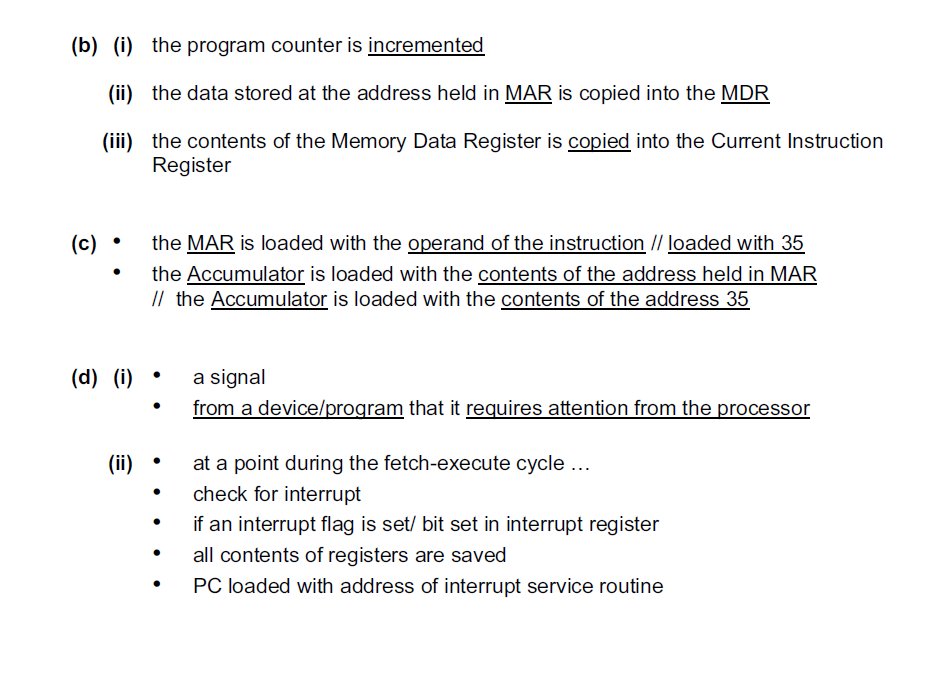 (b) (i) the program counter is incremented
(ii) the data stored at the address held in MAR is copied into the MDR
(iii) the contents of the Memory Data Register is copied into the Current Instruction
Register
(c) • the MAR is loaded with the operand of the instruction // loaded with 35
• the Accumulator is loaded with the contents of the address held in MAR
// the Accumulator is loaded with the contents of the address 35
(d) (i) • a signal
• from a device/program that it requires attention from the processor
(ii) • at a point during the fetch-execute cycle …
• check for interrupt
• if an interrupt flag is set/ bit set in interrupt register
• all contents of registers are saved
• PC loaded with address of interrupt service routine